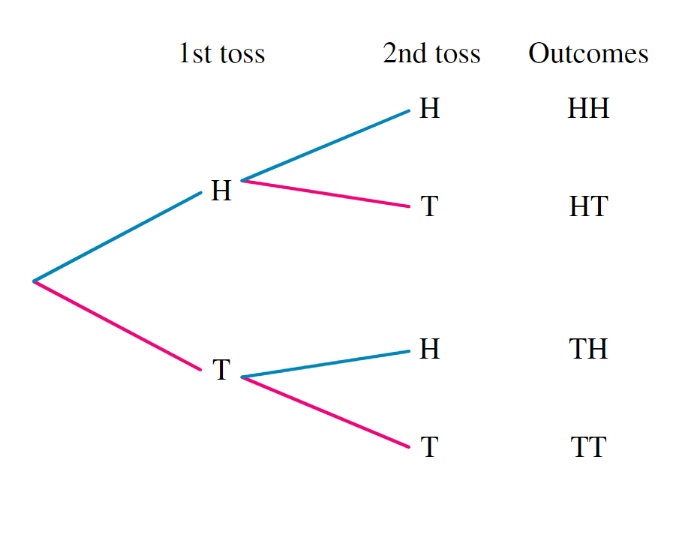 1st toss 2nd toss Outcomes
H HH
H
T HT
H TH
T
T TT